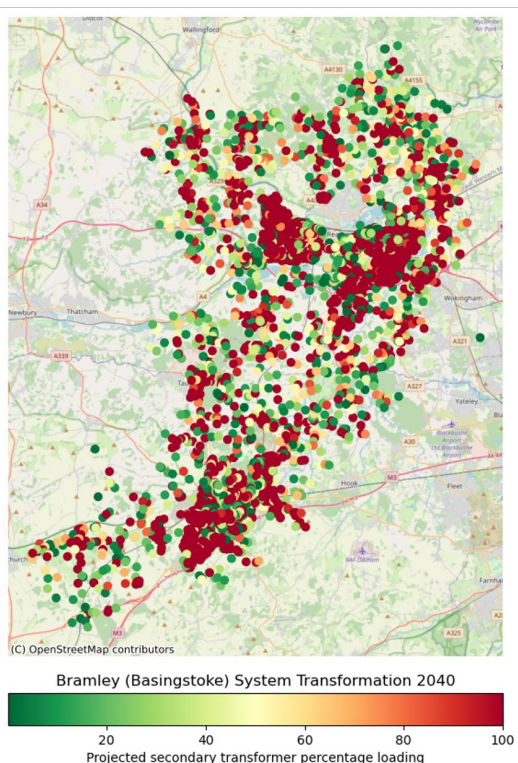 Didcot
Wallingford
Wycombe
Air Park
A4130
A4155
A329
A34
A4
Wokingham
Newbury
Thatcham
A321
A339
A327
Yateley
Blackbushe
Airport
A30
M3
Hook
Fleet
RAF Odiham
Farnha
M3
A325
(C) OpenStreetMap contributors
Bramley (Basingstoke) System Transformation 2040
20 40 60 80 100
Projected secondary transformer percentage loading